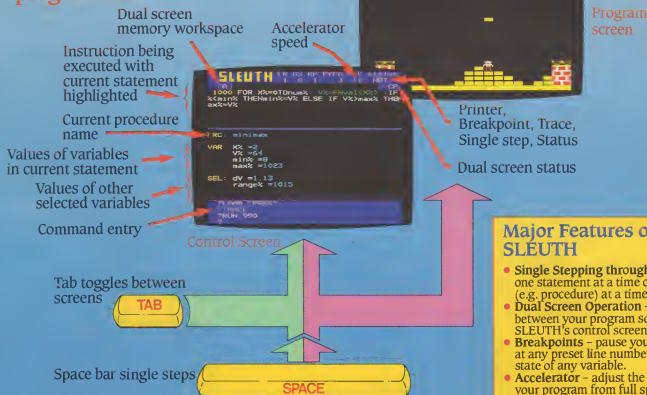 Dual screen
memory workspace
Accelerator
speed
Program
screen
Instruction being
executed with
current statement
highlighted
Current procedure
name
Values of variables
in current statement
Values of other
selected variables
Command entry
SLEUTH
1000 FOR X%=0TOnum%: V%=FNval(X%): IF
V%<min% THENmin%=V% ELSE IF V%>max% THE
ax%=V%
minimax
VAR X% =2
V% =64
min% =8
max% =1023
SEL: dV =1.13
range% =1015
?RUN 990
?
Control Screen
Printer,
Breakpoint, Trace,
Single step, Status
Dual screen status
Tab toggles between
screens
TAB
Space bar single steps
SPACE
Major Features o
SLEUTH
• Single Stepping through
one statement at a time o
(e.g. procedure) at a time
• Dual Screen Operation –
between your program sc
SLEUTH's control screen
• Breakpoints – pause you
at any preset line number
state of any variable.
• Accelerator – adjust the
your program from full sp